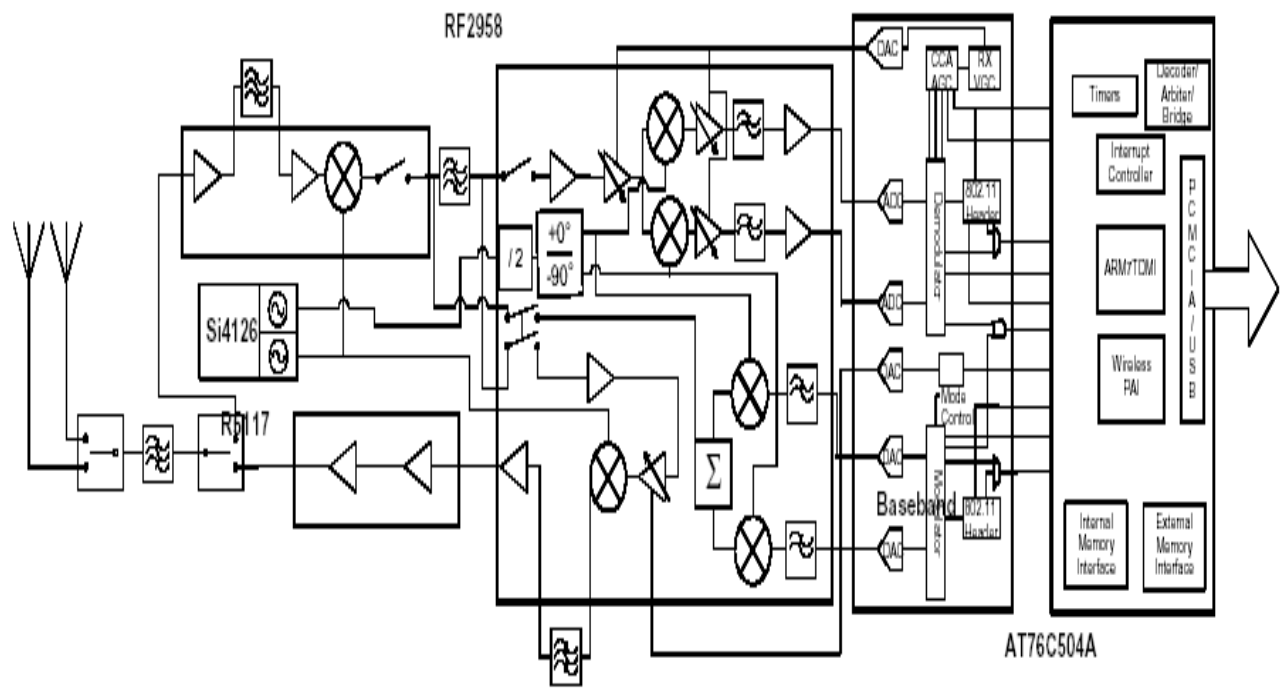 RF2958
DAC
CCA
AGC
RX
VGC
Timers
Decoder/
Arbiter/
Bridge
Interrupt
Controller
ADC
802.11
Header
Demodulator
PCMCIA/USB
+0°
-90°
/ 2
ARM7TDMI
Si4126
ADC
DAC
Wireless
PAI
Mode
Control
R5117
DAC
Σ
Baseband
Modulator
802.11
Header
Internal
Memory
Interface
External
Memory
Interface
DAC
AT76C504A